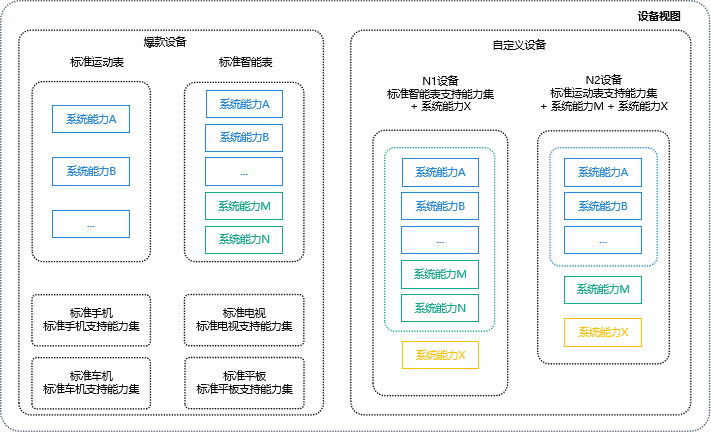 设备视图
爆款设备
标准运动表
系统能力A
系统能力B
...
标准智能表
系统能力A
系统能力B
...
系统能力M
系统能力N
标准手机
标准手机支持能力集
标准电视
标准电视支持能力集
标准车机
标准车机支持能力集
标准平板
标准平板支持能力集
自定义设备
N1设备
标准智能表支持能力集
+ 系统能力X
系统能力A
系统能力B
...
系统能力M
系统能力N
系统能力X
N2设备
标准运动表支持能力集
+ 系统能力M + 系统能力X
系统能力A
系统能力B
...
系统能力M
系统能力X